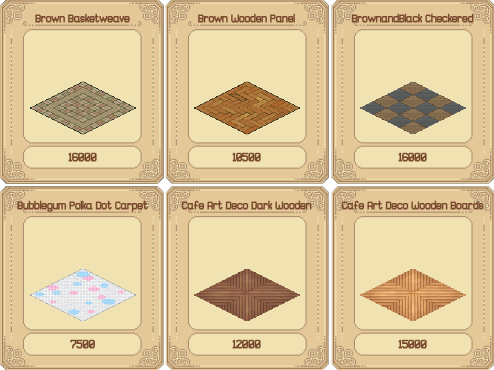 Brown Basketweave
16000
Brown Wooden Panel
10500
BrownandBlack Checkered
16000
Bubblegum Polka Dot Carpet
7500
Cafe Art Deco Dark Wooden
12000
Cafe Art Deco Wooden Boards
15000